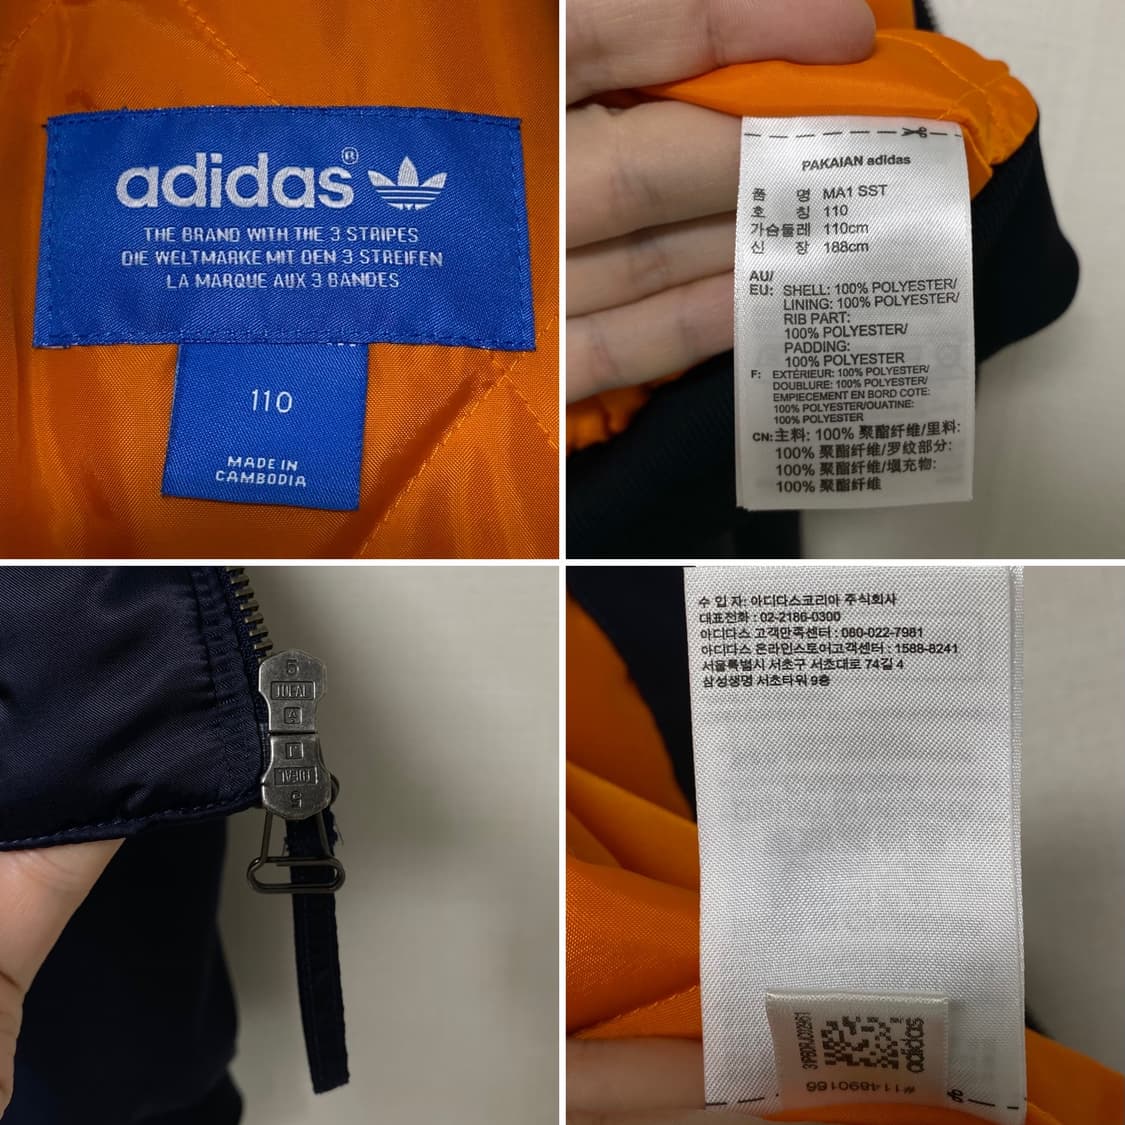 adidas®
THE BRAND WITH THE 3 STRIPES
DIE WELTMARKE MIT DEN 3 STREIFEN
LA MARQUE AUX 3 BANDES
110
MADE IN
CAMBODIA
PAKAIAN adidas
품 명 MA1 SST
호 칭 110
가슴둘레 110cm
신 장 188cm
AU/
EU: SHELL: 100% POLYESTER/
LINING: 100% POLYESTER/
RIB PART:
100% POLYESTER/
PADDING:
100% POLYESTER
F: EXTÉRIEUR: 100% POLYESTER/
DOUBLURE: 100% POLYESTER/
EMPIECEMENT EN BORD COTE:
100% POLYESTER/OUATINE:
100% POLYESTER
CN: 主料: 100% 聚酯纤维/里料:
100% 聚酯纤维/罗纹部分:
100% 聚酯纤维/填充物:
100% 聚酯纤维
5
IDEAL
IDEAL
5
수 입 자: 아디다스코리아 주식회사
대표전화 : 02-2186-0300
아디다스 고객만족센터 : 080-022-7981
아디다스 온라인스토어고객센터 : 1588-8241
서울특별시 서초구 서초대로 74길 4
삼성생명 서초타워 9층
adidas
#114890166